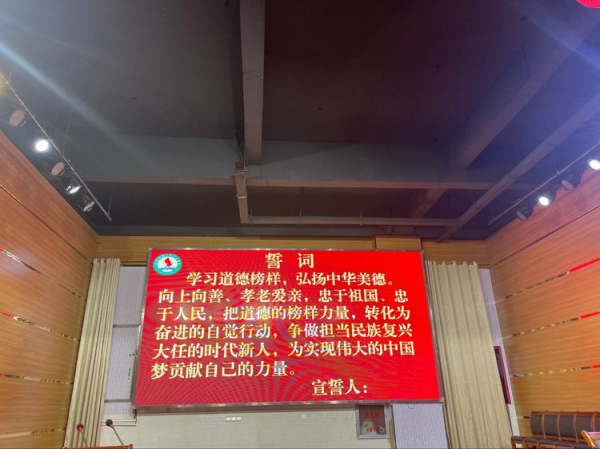 誓 词
学习道德榜样，弘扬中华美德。
向上向善、孝老爱亲，忠于祖国、忠
于人民，把道德的榜样力量，转化为
奋进的自觉行动，争做担当民族复兴
大任的时代新人，为实现伟大的中国
梦贡献自己的力量。
宣誓人：